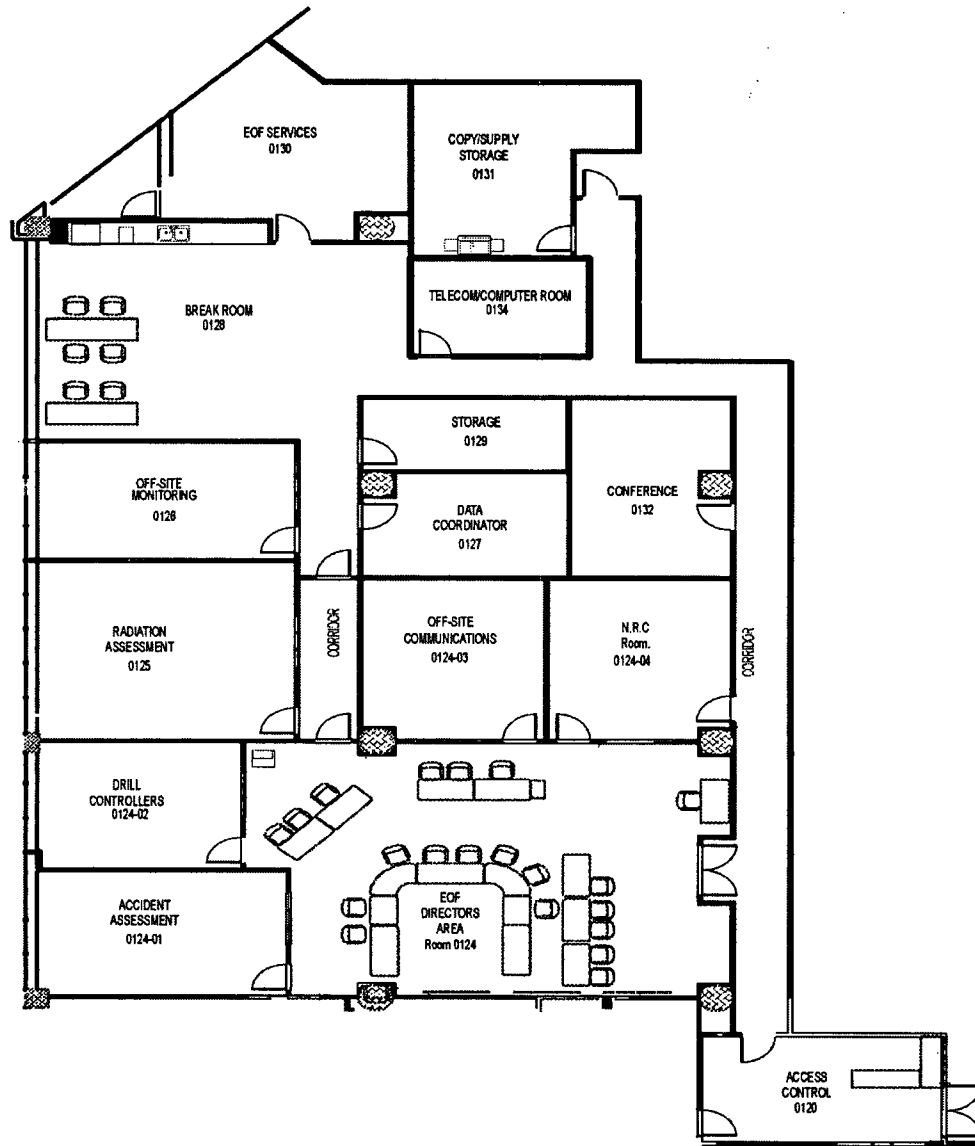 EOF SERVICES
0130
COPY/SUPPLY
STORAGE
0131
BREAK ROOM
0128
TELECOM/COMPUTER ROOM
0134
STORAGE
0129
OFF-SITE
MONITORING
0126
DATA
COORDINATOR
0127
CONFERENCE
0132
RADIATION
ASSESSMENT
0125
CORRIDOR
OFF-SITE
COMMUNICATIONS
0124-03
N.R.C
Room.
0124-04
CORRIDOR
DRILL
CONTROLLERS
0124-02
ACCIDENT
ASSESSMENT
0124-01
EOF
DIRECTORS
AREA
Room 0124
ACCESS
CONTROL
0120